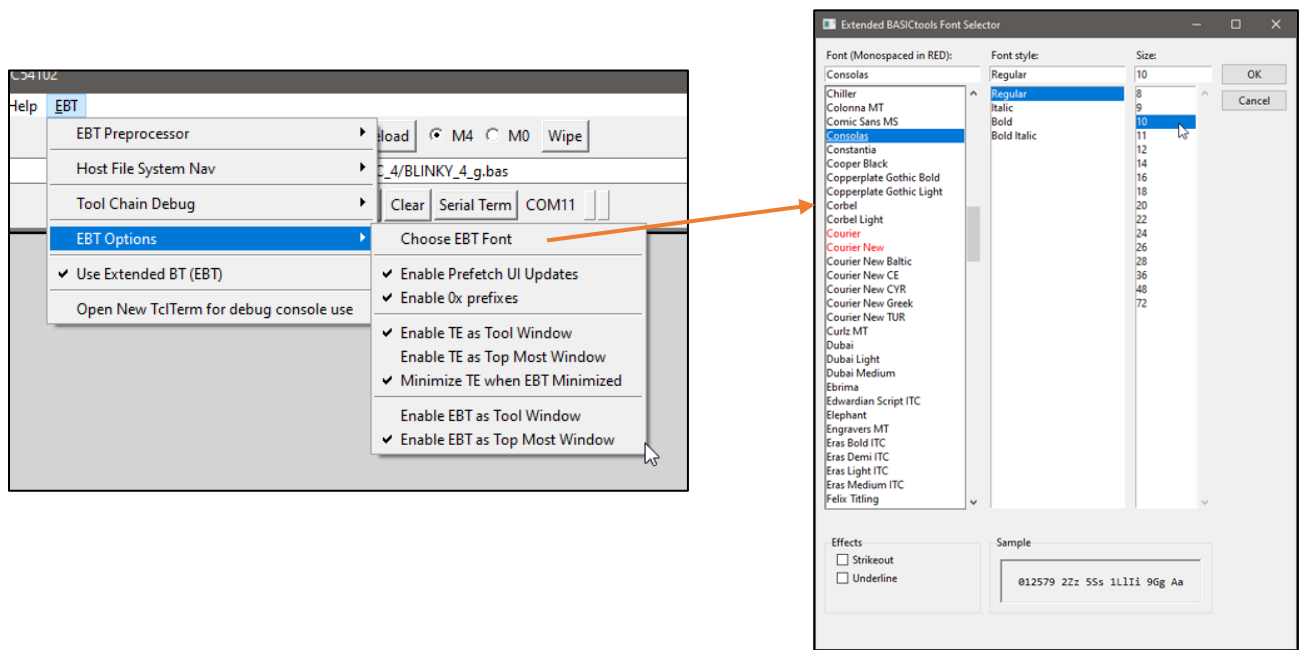 C54102
Help EBT
EBT Preprocessor
Host File System Nav
Tool Chain Debug
EBT Options
Use Extended BT (EBT)
Open New TclTerm for debug console use
load M4 M0 Wipe
C_4/BLINKY_4_g.bas
Clear Serial Term COM11
Choose EBT Font
Enable Prefetch UI Updates
Enable 0x prefixes
Enable TE as Tool Window
Enable TE as Top Most Window
Minimize TE when EBT Minimized
Enable EBT as Tool Window
Enable EBT as Top Most Window
Extended BASICtools Font Selector
Font (Monospaced in RED):
Consolas
Chiller
Colonna MT
Comic Sans MS
Consolas
Constantia
Cooper Black
Copperplate Gothic Bold
Copperplate Gothic Light
Corbel
Corbel Light
Courier
Courier New
Courier New Baltic
Courier New CE
Courier New CYR
Courier New Greek
Courier New TUR
Curlz MT
Dubai
Dubai Light
Dubai Medium
Ebrima
Edwardian Script ITC
Elephant
Engravers MT
Eras Bold ITC
Eras Demi ITC
Eras Light ITC
Eras Medium ITC
Felix Titling
Font style:
Regular
Regular
Italic
Bold
Bold Italic
Size:
10
8
9
10
11
12
14
16
18
20
22
24
26
28
36
48
72
OK
Cancel
Effects
Strikeout
Underline
Sample
012579 2Zz 5Ss 1LlIi 9Gg Aa